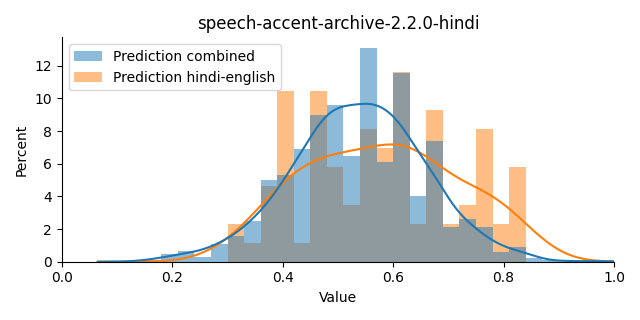 speech-accent-archive-2.2.0-hindi
Prediction combined
Prediction hindi-english
Percent
12
10
8
6
4
2
0
0.0 0.2 0.4 0.6 0.8 1.0
Value